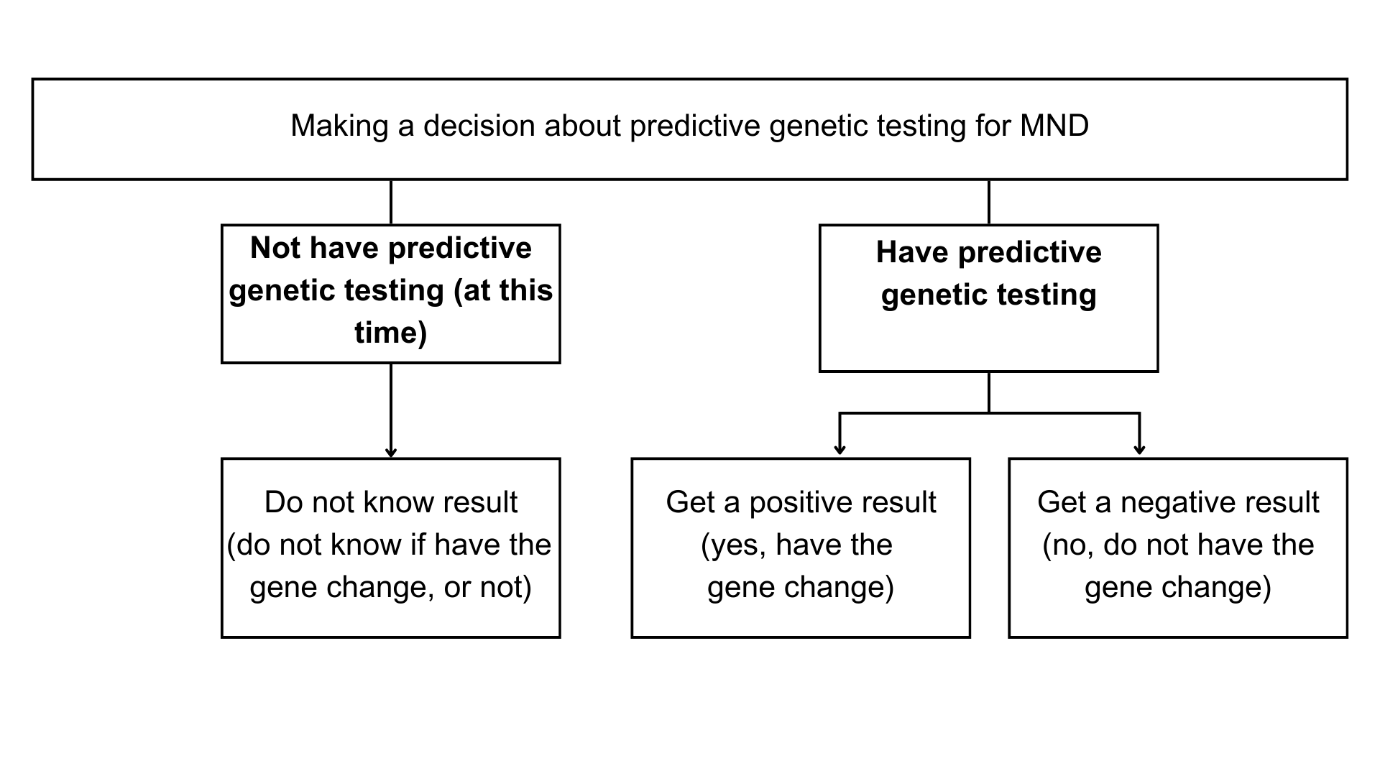 Making a decision about predictive genetic testing for MND
Not have predictive
genetic testing (at this
time)
Have predictive
genetic testing
Do not know result
(do not know if have the
gene change, or not)
Get a positive result
(yes, have the
gene change)
Get a negative result
(no, do not have the
gene change)